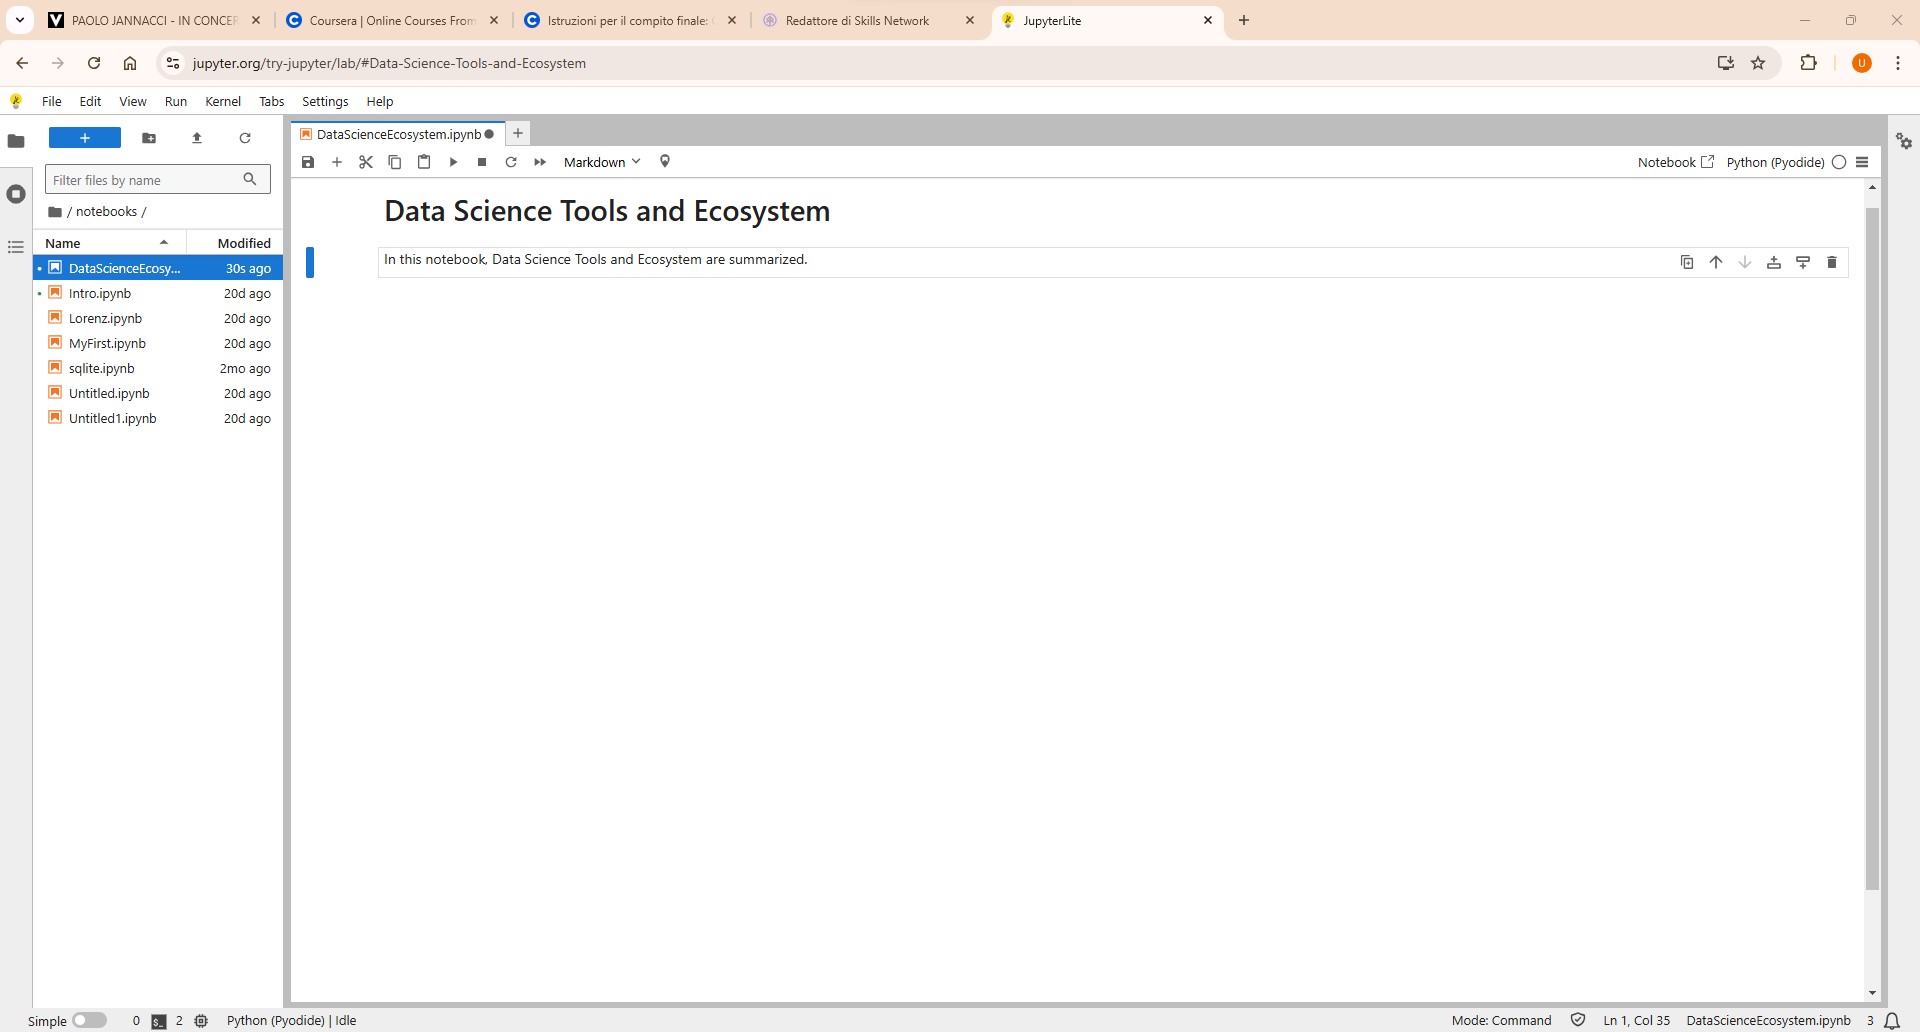 PAOLO JANNACCI - IN CONCER
Coursera | Online Courses From
Istruzioni per il compito finale:
Redattore di Skills Network
JupyterLite
jupyter.org/try-jupyter/lab/#Data-Science-Tools-and-Ecosystem
U
File Edit View Run Kernel Tabs Settings Help
DataScienceEcosystem.ipynb
Markdown
Notebook
Python (Pyodide)
Filter files by name
/ notebooks /
Name Modified
DataScienceEcosy... 30s ago
Intro.ipynb 20d ago
Lorenz.ipynb 20d ago
MyFirst.ipynb 20d ago
sqlite.ipynb 2mo ago
Untitled.ipynb 20d ago
Untitled1.ipynb 20d ago
Data Science Tools and Ecosystem
In this notebook, Data Science Tools and Ecosystem are summarized.
Simple 0 2 Python (Pyodide) | Idle Mode: Command Ln 1, Col 35 DataScienceEcosystem.ipynb 3